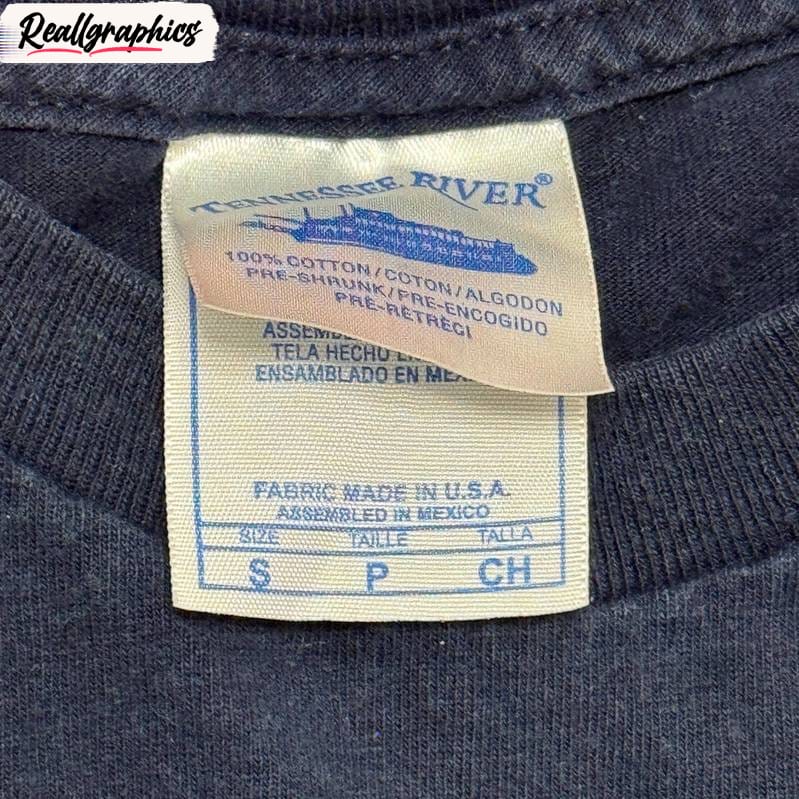 Reallgraphics
TENNESSEE RIVER®
100% COTTON/COTON/ALGODON
PRE-SHRUNK/PRE-ENCOGIDO
PRE-RETRECI
TELA HECHO
ENSAMBLADO EN
FABRIC MADE IN U.S.A.
ASSEMBLED IN MEXICO
SIZE TAILLE TALLA
S P CH